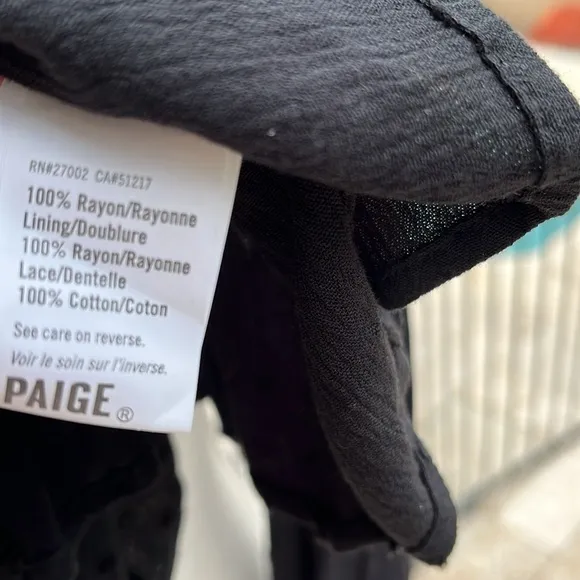 RN#27002 CA#51217
100% Rayon/Rayonne
Lining/Doublure
100% Rayon/Rayonne
Lace/Dentelle
100% Cotton/Coton
See care on reverse.
Voir le soin sur l'inverse.
PAIGE®